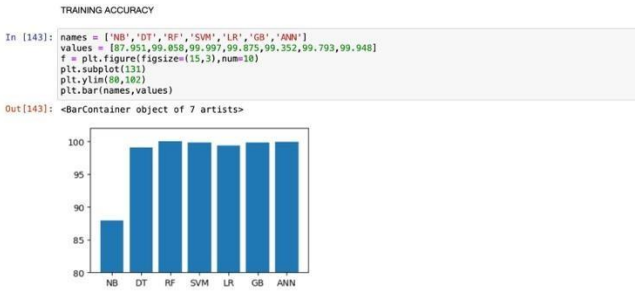 TRAINING ACCURACY
In [143]: names = ['NB','DT','RF','SVM','LR','GB','ANN']
values = [87.951,99.058,99.997,99.875,99.352,99.793,99.948]
f = plt.figure(figsize=(15,3),num=10)
plt.subplot(131)
plt.ylim(80,102)
plt.bar(names,values)
Out[143]: <BarContainer object of 7 artists>
100
95
90
85
80
NB DT RF SVM LR GB ANN